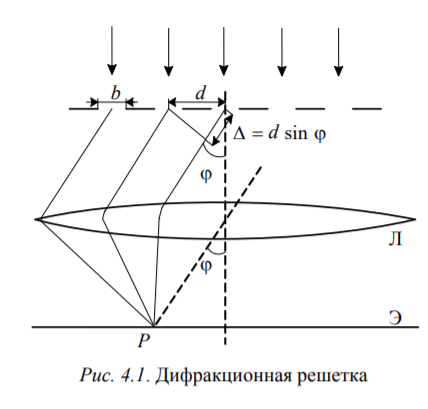 b
d
Δ = d sin φ
φ
Л
φ
Э
P
Рис. 4.1. Дифракционная решетка